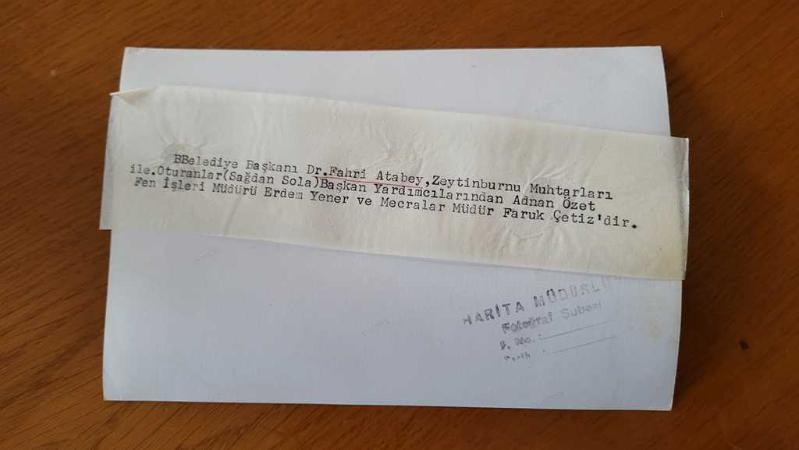 BBelediye Başkanı Dr.Fahri Atabey,Zeytinburnu Muhtarları
ile.Oturanlar(Sağdan Sola)Başkan Yardımcılarından Adnan Özet
Fen İşleri Müdürü Erdem Yener ve Mecralar Müdür Faruk Çetiz'dir.
HARİTA MÜDÜRLÜ
Fotoğraf Şubesi
No. :